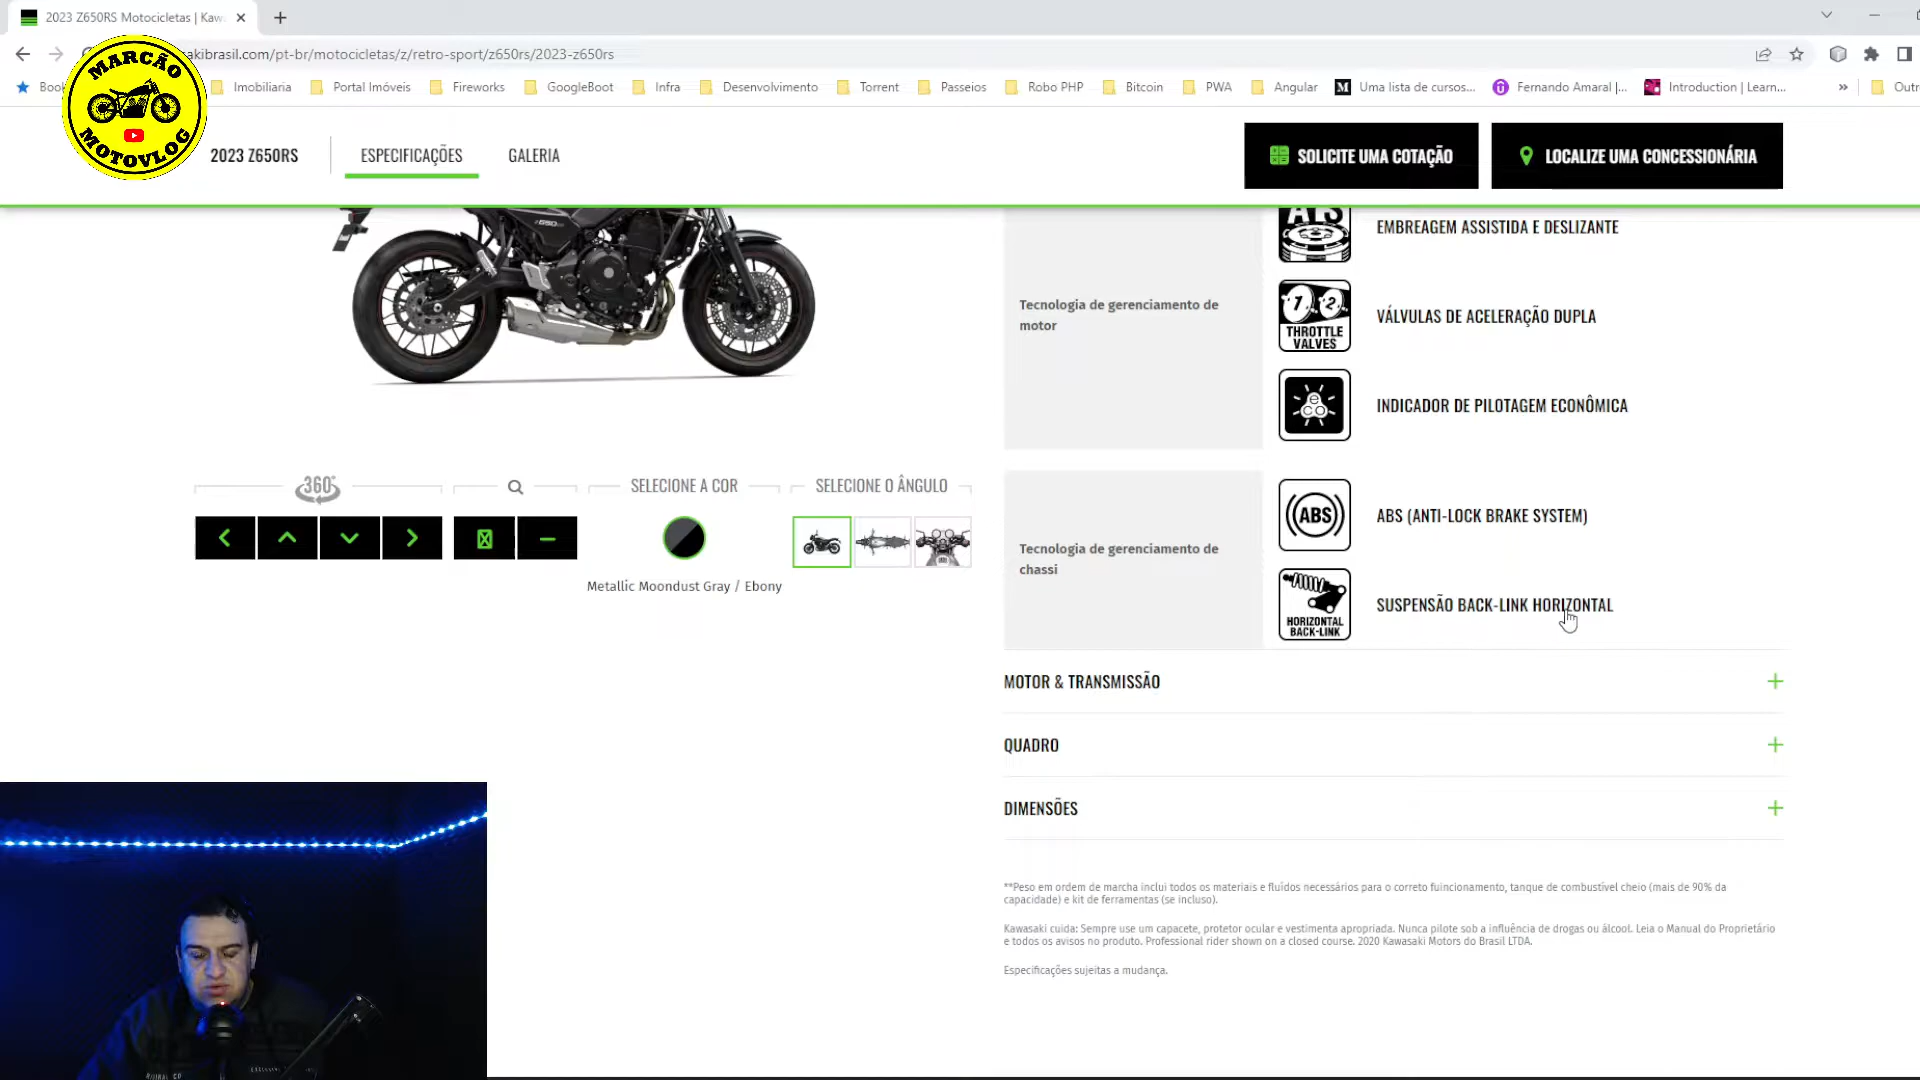 2023 Z650RS Motocicletas | Kaw
akibrasil.com/pt-br/motocicletas/z/retro-sport/z650rs/2023-z650rs
Imobiliaria
Portal Imóveis
Fireworks
GoogleBoot
Infra
Desenvolvimento
Torrent
Passeios
Robo PHP
Bitcoin
PWA
Angular
Uma lista de cursos...
Fernando Amaral |...
Introduction | Learn...
MARCÃO
MOTOVLOG
2023 Z650RS
ESPECIFICAÇÕES
GALERIA
SOLICITE UMA COTAÇÃO
LOCALIZE UMA CONCESSIONÁRIA
EMBREAGEM ASSISTIDA E DESLIZANTE
Tecnologia de gerenciamento de
motor
1 2
THROTTLE
VALVES
VÁLVULAS DE ACELERAÇÃO DUPLA
eco
INDICADOR DE PILOTAGEM ECONÔMICA
Tecnologia de gerenciamento de
chassi
ABS
ABS (ANTI-LOCK BRAKE SYSTEM)
HORIZONTAL
BACK-LINK
SUSPENSÃO BACK-LINK HORIZONTAL
360°
SELECIONE A COR
SELECIONE O ÂNGULO
Metallic Moondust Gray / Ebony
MOTOR & TRANSMISSÃO
QUADRO
DIMENSÕES
**Peso em ordem de marcha inclui todos os materiais e fluídos necessários para o correto fuincionamento, tanque de combustível cheio (mais de 90% da
capacidade) e kit de ferramentas (se incluso).
Kawasaki cuida: Sempre use um capacete, protetor ocular e vestimenta apropriada. Nunca pilote sob a influência de drogas ou álcool. Leia o Manual do Proprietário
e todos os avisos no produto. Professional rider shown on a closed course. 2020 Kawasaki Motors do Brasil LTDA.
Especificações sujeitas a mudança.